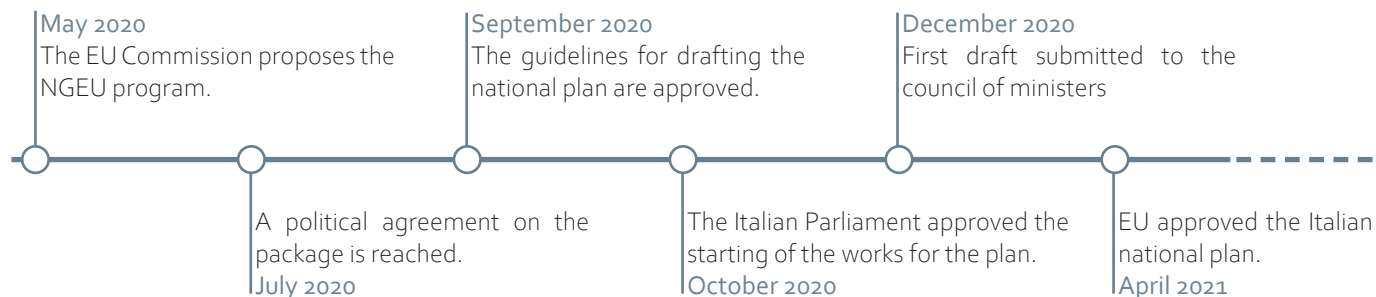 May 2020
The EU Commission proposes the
NGEU program.
September 2020
The guidelines for drafting the
national plan are approved.
December 2020
First draft submitted to the
council of ministers
A political agreement on the
package is reached.
July 2020
The Italian Parliament approved the
starting of the works for the plan.
October 2020
EU approved the Italian
national plan.
April 2021